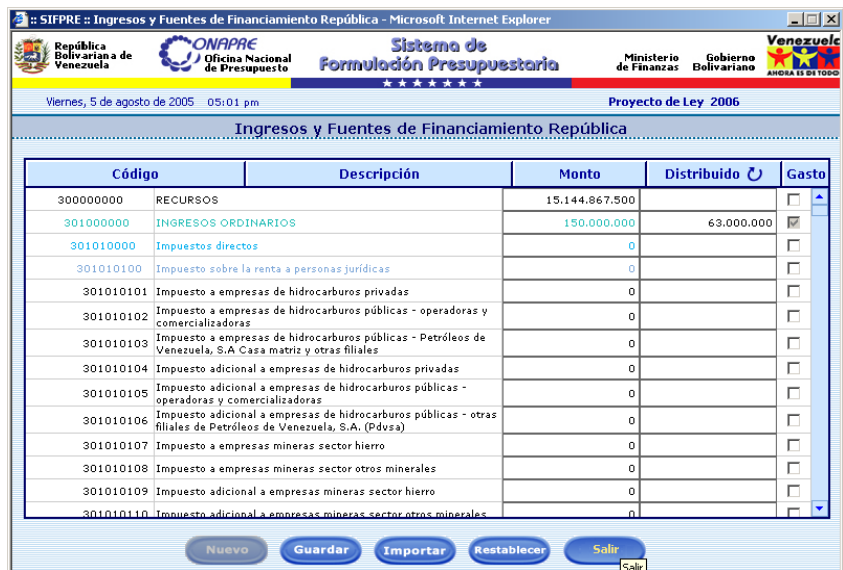 :: SIFPRE :: Ingresos y Fuentes de Financiamiento República - Microsoft Internet Explorer
República
Bolivariana de
Venezuela
ONAPRE
Oficina Nacional
de Presupuesto
Sistema de
Formulación Presupuestaria
Ministerio
de Finanzas
Gobierno
Bolivariano
Venezuela
AHORA ES DE TODOS
Viernes, 5 de agosto de 2005 05:01 pm
Proyecto de Ley 2006
Ingresos y Fuentes de Financiamiento República
Código Descripción Monto Distribuido Gasto
300000000 RECURSOS 15.144.867.500
301000000 INGRESOS ORDINARIOS 150.000.000 63.000.000
301010000 Impuestos directos 0
301010100 Impuesto sobre la renta a personas jurídicas 0
301010101 Impuesto a empresas de hidrocarburos privadas 0
301010102 Impuesto a empresas de hidrocarburos públicas - operadoras y
comercializadoras 0
301010103 Impuesto a empresas de hidrocarburos públicas - Petróleos de
Venezuela, S.A Casa matriz y otras filiales 0
301010104 Impuesto adicional a empresas de hidrocarburos privadas 0
301010105 Impuesto adicional a empresas de hidrocarburos públicas -
operadoras y comercializadoras 0
301010106 Impuesto adicional a empresas de hidrocarburos públicas - otras
filiales de Petróleos de Venezuela, S.A. (Pdvsa) 0
301010107 Impuesto a empresas mineras sector hierro 0
301010108 Impuesto a empresas mineras sector otros minerales 0
301010109 Impuesto adicional a empresas mineras sector hierro 0
301010110 Impuesto adicional a empresas mineras sector otros minerales 0
Nuevo Guardar Importar Restablecer Salir
Salir